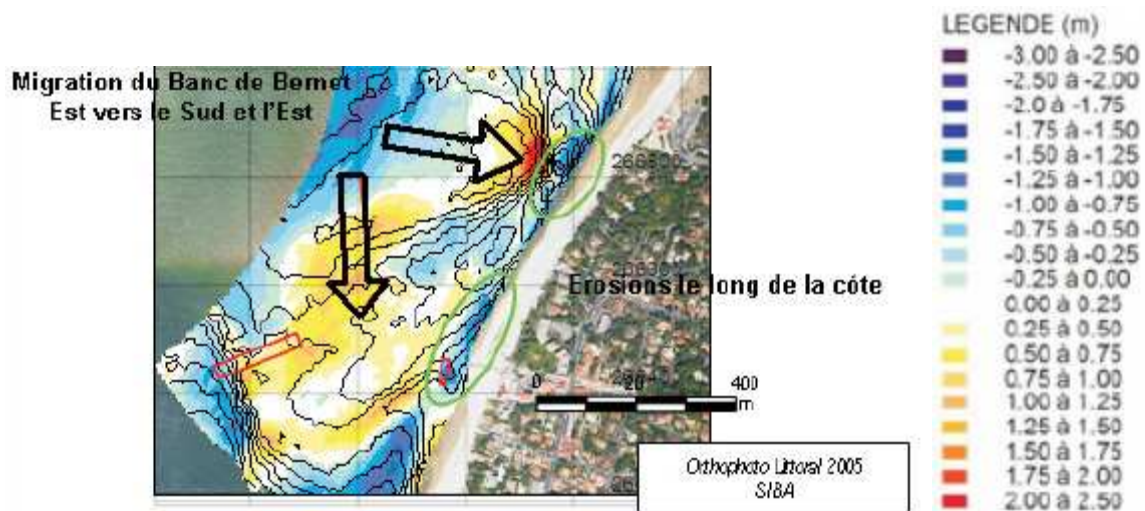 Migration du Banc de Bernet
Est vers le Sud et l'Est
Erosions le long de la côte
0
400
m
Orthophoto Littoral 2005
SIBA
LEGENDE (m)
-3.00 à -2.50
-2.50 à -2.00
-2.0 à -1.75
-1.75 à -1.50
-1.50 à -1.25
-1.25 à -1.00
-1.00 à -0.75
-0.75 à -0.50
-0.50 à -0.25
-0.25 à 0.00
0.00 à 0.25
0.25 à 0.50
0.50 à 0.75
0.75 à 1.00
1.00 à 1.25
1.25 à 1.50
1.50 à 1.75
1.75 à 2.00
2.00 à 2.50